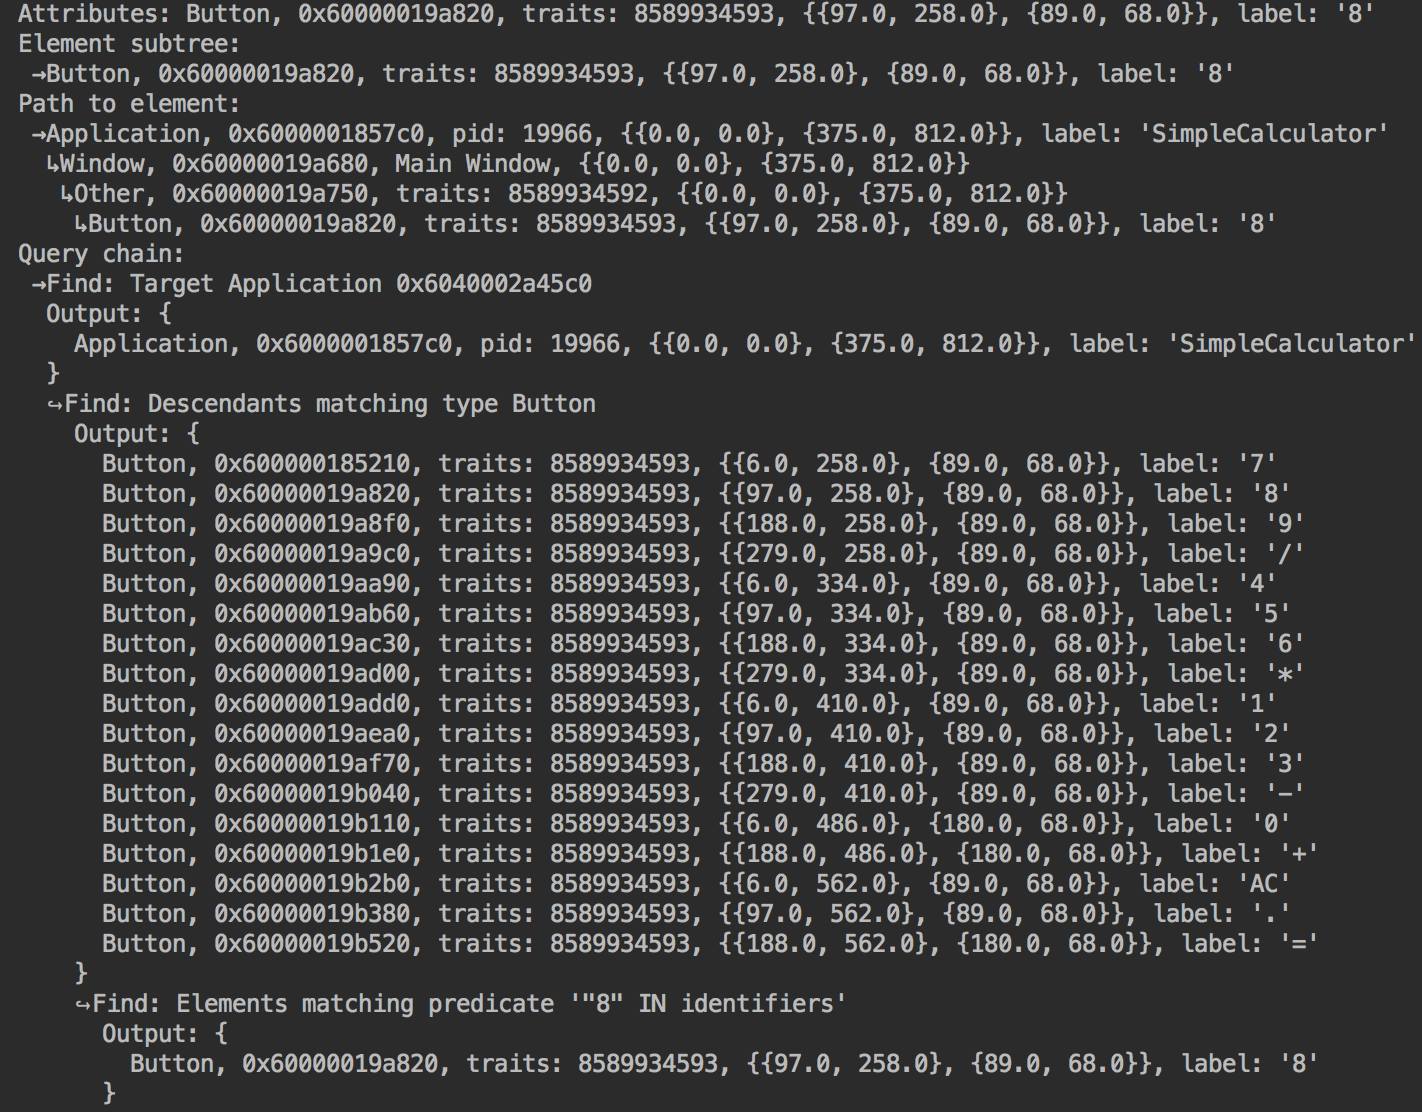 Attributes: Button, 0x60000019a820, traits: 8589934593, {{97.0, 258.0}, {89.0, 68.0}}, label: '8'
Element subtree:
→Button, 0x60000019a820, traits: 8589934593, {{97.0, 258.0}, {89.0, 68.0}}, label: '8'
Path to element:
→Application, 0x6000001857c0, pid: 19966, {{0.0, 0.0}, {375.0, 812.0}}, label: 'SimpleCalculator'
↳Window, 0x60000019a680, Main Window, {{0.0, 0.0}, {375.0, 812.0}}
↳Other, 0x60000019a750, traits: 8589934592, {{0.0, 0.0}, {375.0, 812.0}}
↳Button, 0x60000019a820, traits: 8589934593, {{97.0, 258.0}, {89.0, 68.0}}, label: '8'
Query chain:
→Find: Target Application 0x6040002a45c0
Output: {
Application, 0x6000001857c0, pid: 19966, {{0.0, 0.0}, {375.0, 812.0}}, label: 'SimpleCalculator'
}
↪Find: Descendants matching type Button
Output: {
Button, 0x600000185210, traits: 8589934593, {{6.0, 258.0}, {89.0, 68.0}}, label: '7'
Button, 0x60000019a820, traits: 8589934593, {{97.0, 258.0}, {89.0, 68.0}}, label: '8'
Button, 0x60000019a8f0, traits: 8589934593, {{188.0, 258.0}, {89.0, 68.0}}, label: '9'
Button, 0x60000019a9c0, traits: 8589934593, {{279.0, 258.0}, {89.0, 68.0}}, label: '/'
Button, 0x60000019aa90, traits: 8589934593, {{6.0, 334.0}, {89.0, 68.0}}, label: '4'
Button, 0x60000019ab60, traits: 8589934593, {{97.0, 334.0}, {89.0, 68.0}}, label: '5'
Button, 0x60000019ac30, traits: 8589934593, {{188.0, 334.0}, {89.0, 68.0}}, label: '6'
Button, 0x60000019ad00, traits: 8589934593, {{279.0, 334.0}, {89.0, 68.0}}, label: '*'
Button, 0x60000019add0, traits: 8589934593, {{6.0, 410.0}, {89.0, 68.0}}, label: '1'
Button, 0x60000019aea0, traits: 8589934593, {{97.0, 410.0}, {89.0, 68.0}}, label: '2'
Button, 0x60000019af70, traits: 8589934593, {{188.0, 410.0}, {89.0, 68.0}}, label: '3'
Button, 0x60000019b040, traits: 8589934593, {{279.0, 410.0}, {89.0, 68.0}}, label: '-'
Button, 0x60000019b110, traits: 8589934593, {{6.0, 486.0}, {180.0, 68.0}}, label: '0'
Button, 0x60000019b1e0, traits: 8589934593, {{188.0, 486.0}, {180.0, 68.0}}, label: '+'
Button, 0x60000019b2b0, traits: 8589934593, {{6.0, 562.0}, {89.0, 68.0}}, label: 'AC'
Button, 0x60000019b380, traits: 8589934593, {{97.0, 562.0}, {89.0, 68.0}}, label: '.'
Button, 0x60000019b520, traits: 8589934593, {{188.0, 562.0}, {180.0, 68.0}}, label: '='
}
↪Find: Elements matching predicate '"8" IN identifiers'
Output: {
Button, 0x60000019a820, traits: 8589934593, {{97.0, 258.0}, {89.0, 68.0}}, label: '8'
}